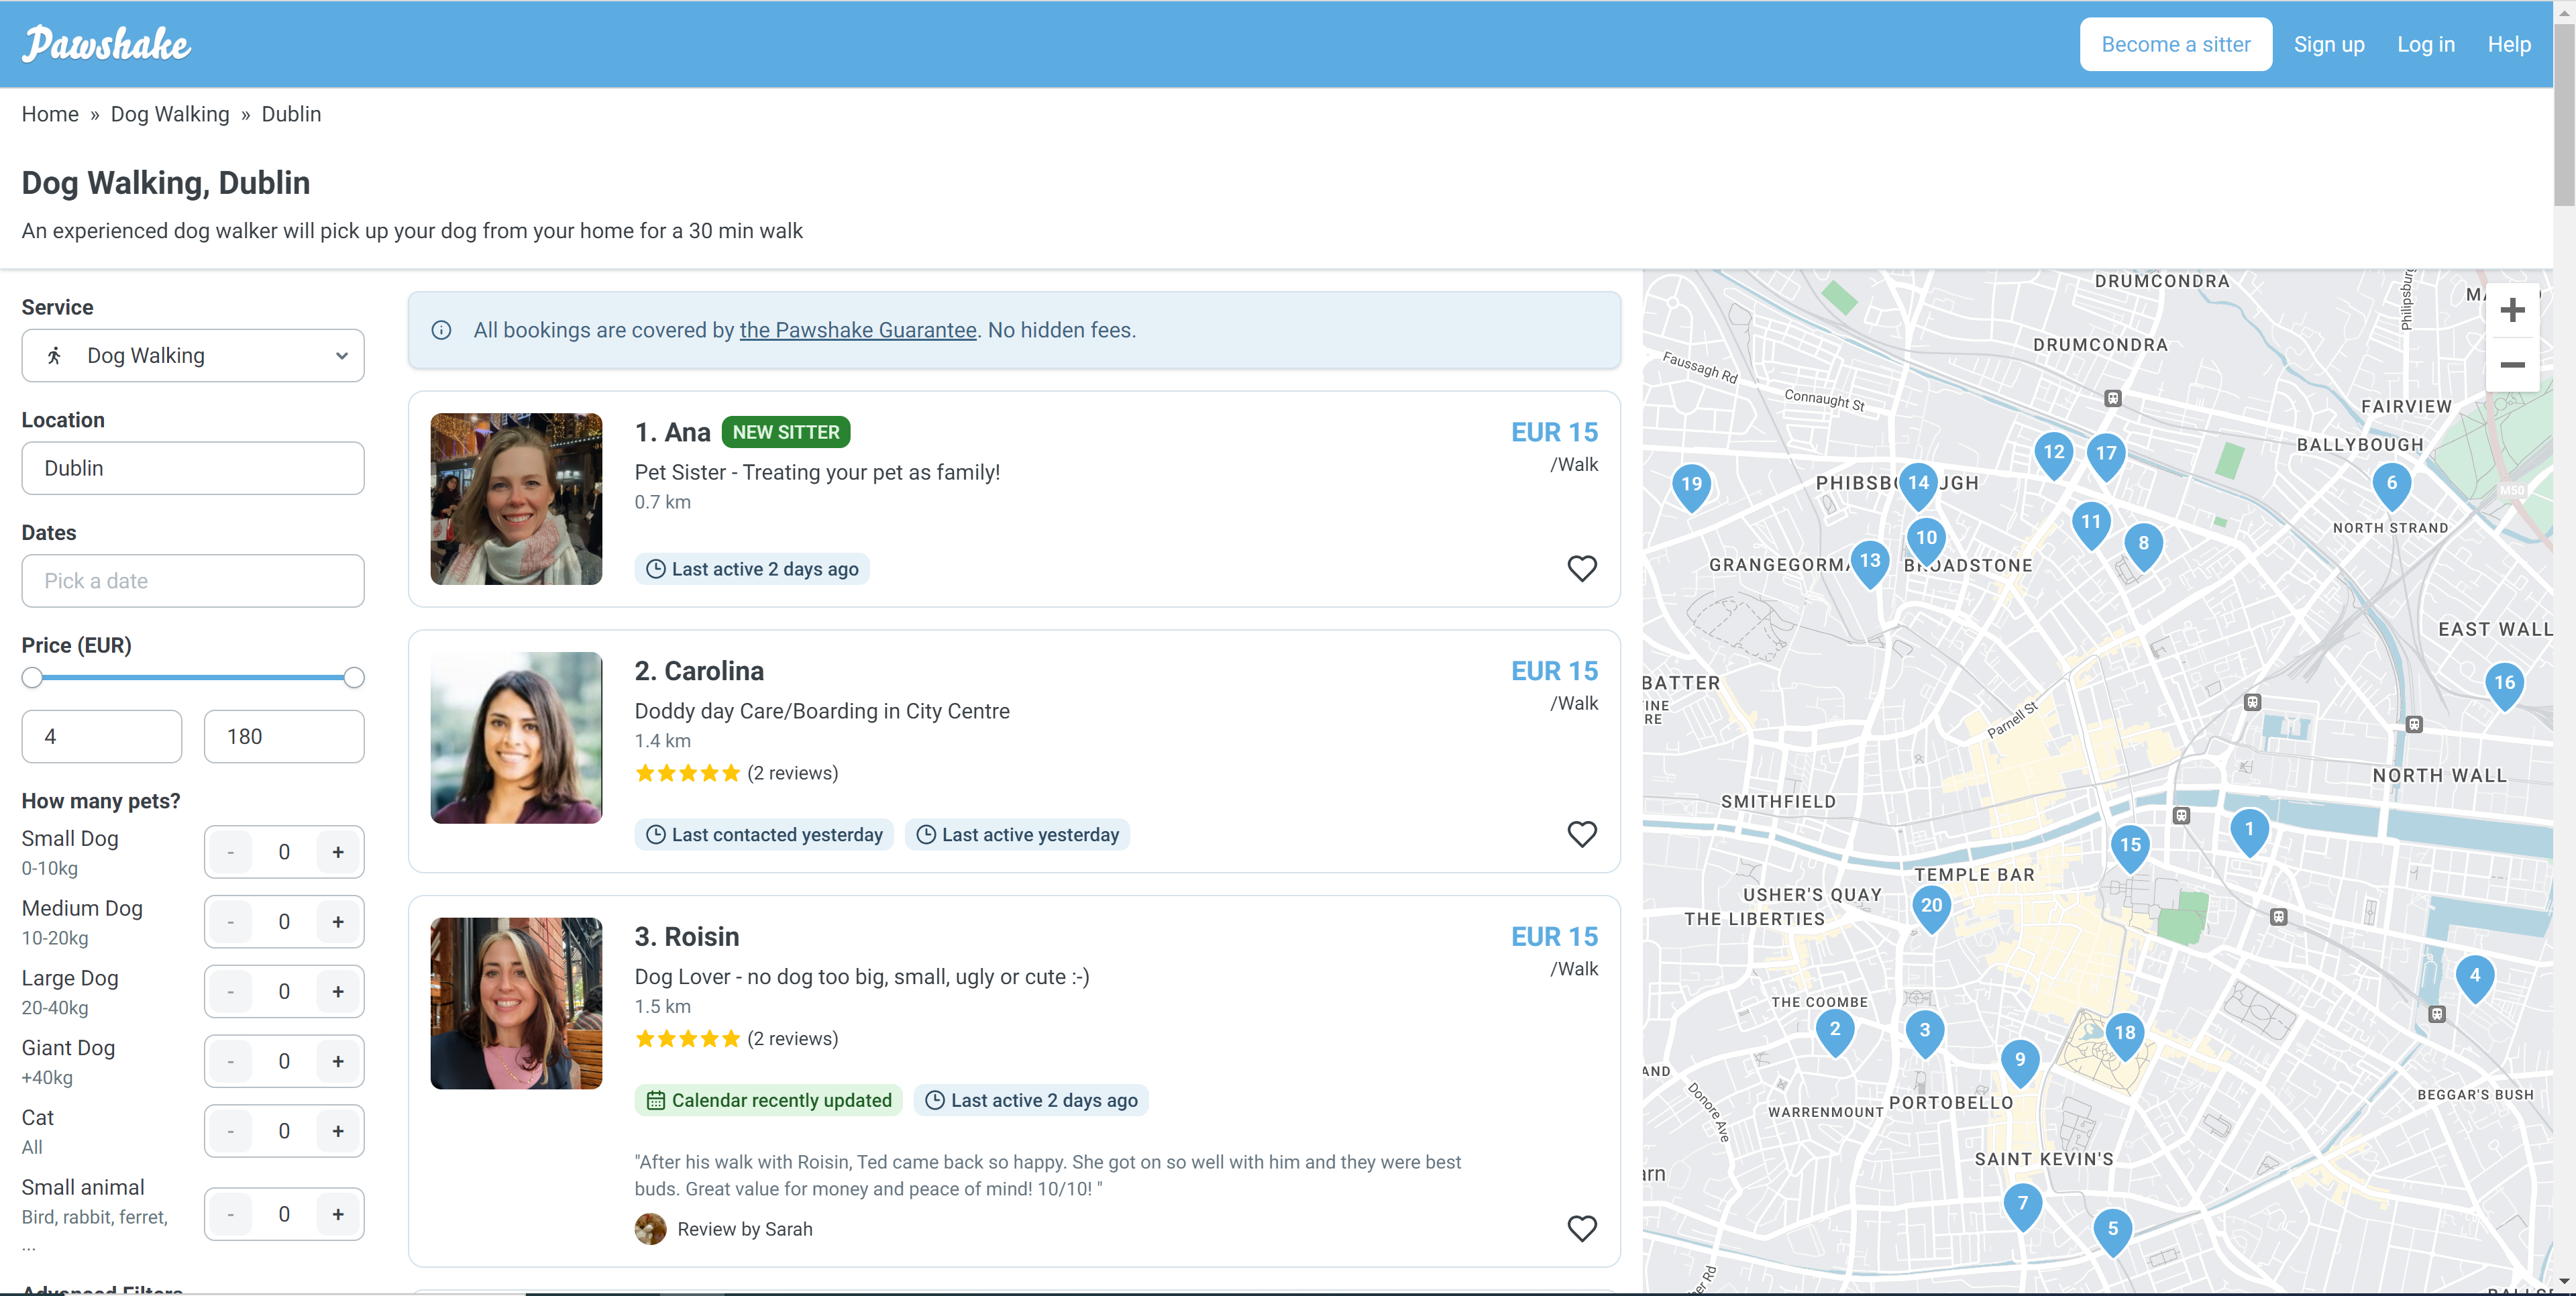 Pawshake
Become a sitter
Sign up
Log in
Help
Home » Dog Walking » Dublin
Dog Walking, Dublin
An experienced dog walker will pick up your dog from your home for a 30 min walk
Service
Dog Walking
Location
Dublin
Dates
Pick a date
Price (EUR)
4
180
How many pets?
Small Dog
0-10kg
- 0 +
Medium Dog
10-20kg
- 0 +
Large Dog
20-40kg
- 0 +
Giant Dog
+40kg
- 0 +
Cat
All
- 0 +
Small animal
Bird, rabbit, ferret,
...
- 0 +
Advanced Filters
All bookings are covered by the Pawshake Guarantee. No hidden fees.
1. Ana NEW SITTER
EUR 15
/Walk
Pet Sister - Treating your pet as family!
0.7 km
Last active 2 days ago
2. Carolina
EUR 15
/Walk
Doddy day Care/Boarding in City Centre
1.4 km
(2 reviews)
Last contacted yesterday
Last active yesterday
3. Roisin
EUR 15
/Walk
Dog Lover - no dog too big, small, ugly or cute :-)
1.5 km
(2 reviews)
Calendar recently updated
Last active 2 days ago
"After his walk with Roisin, Ted came back so happy. She got on so well with him and they were best
buds. Great value for money and peace of mind! 10/10! "
Review by Sarah
DRUMCONDRA
+
DRUMCONDRA
−
Faussagh Rd
Connaught St
FAIRVIEW
BALLYBOUGH
12
17
19
14
6
M50
11
NORTH STRAND
10
8
13
EAST WALL
16
BATTER
Parnell St
NORTH WALL
SMITHFIELD
1
15
TEMPLE BAR
USHER'S QUAY
20
THE LIBERTIES
4
THE COOMBE
2
3
18
9
Donore Ave
BEGGAR'S BUSH
WARRENMOUNT
PORTOBELLO
SAINT KEVIN'S
7
5